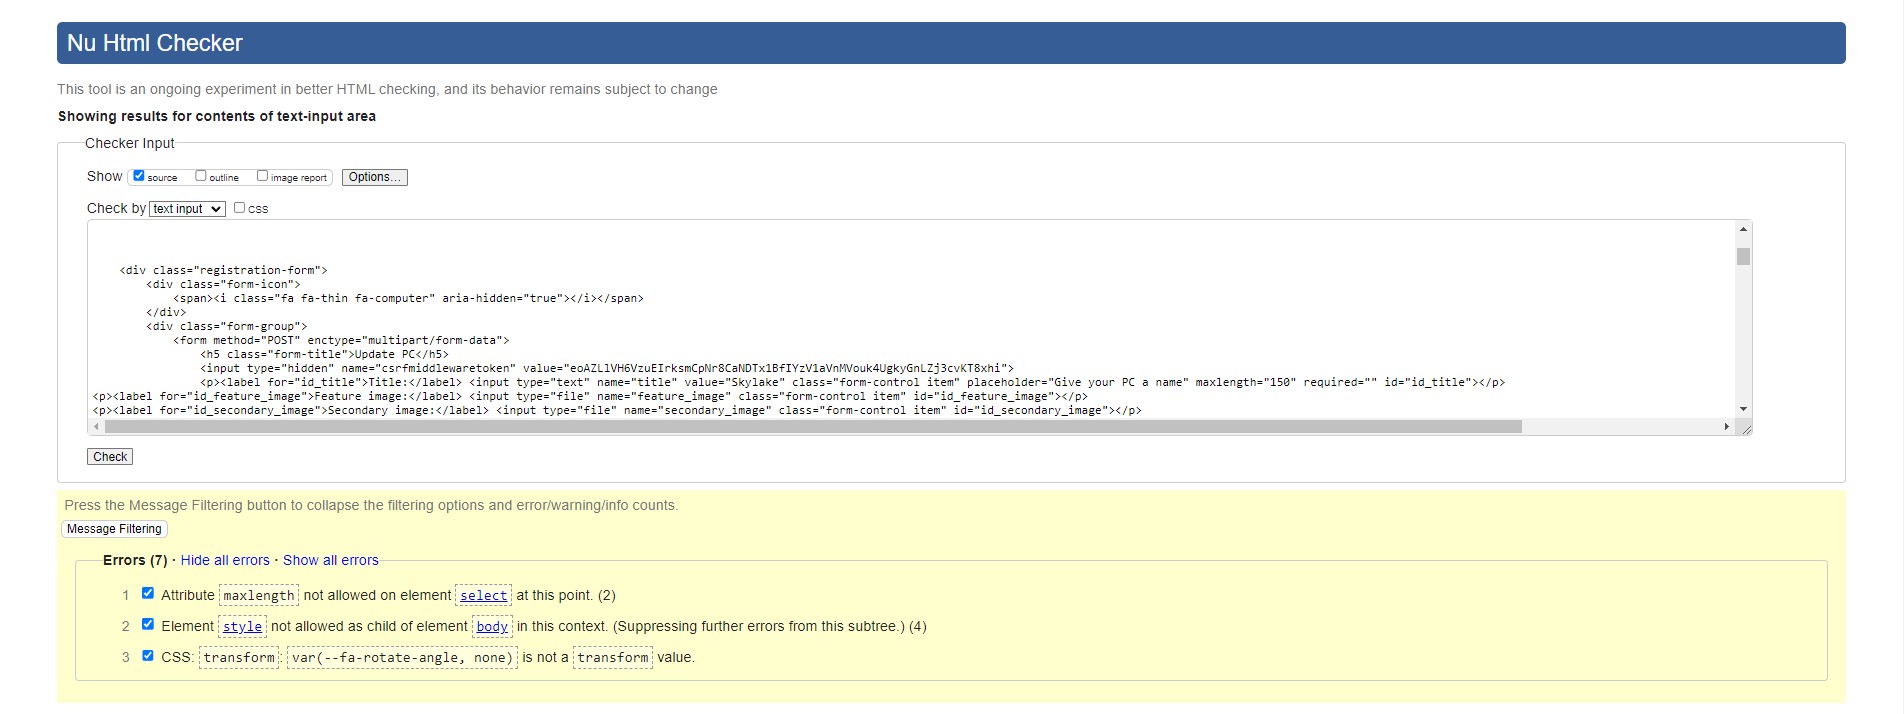 Nu Html Checker
This tool is an ongoing experiment in better HTML checking, and its behavior remains subject to change
Showing results for contents of text-input area
Checker Input
Show source outline image report Options...
Check by text input css
<div class="registration-form">
<div class="form-icon">
<span><i class="fa fa-thin fa-computer" aria-hidden="true"></i></span>
</div>
<div class="form-group">
<form method="POST" enctype="multipart/form-data">
<h5 class="form-title">Update PC</h5>
<input type="hidden" name="csrfmiddlewaretoken" value="eoAZLlVH6VzuEIrksmCpNr8CaNDTx1BfIYzV1aVnMVouk4UgkyGnLZj3cvKT8xhi">
<p><label for="id_title">Title:</label> <input type="text" name="title" value="Skylake" class="form-control item" placeholder="Give your PC a name" maxlength="150" required="" id="id_title"></p>
<p><label for="id_feature_image">Feature image:</label> <input type="file" name="feature_image" class="form-control item" id="id_feature_image"></p>
<p><label for="id_secondary_image">Secondary image:</label> <input type="file" name="secondary_image" class="form-control item" id="id_secondary_image"></p>
Check
Press the Message Filtering button to collapse the filtering options and error/warning/info counts.
Message Filtering
Errors (7) · Hide all errors · Show all errors
1 Attribute maxlength not allowed on element select at this point. (2)
2 Element style not allowed as child of element body in this context. (Suppressing further errors from this subtree.) (4)
3 CSS: transform: var(--fa-rotate-angle, none) is not a transform value.